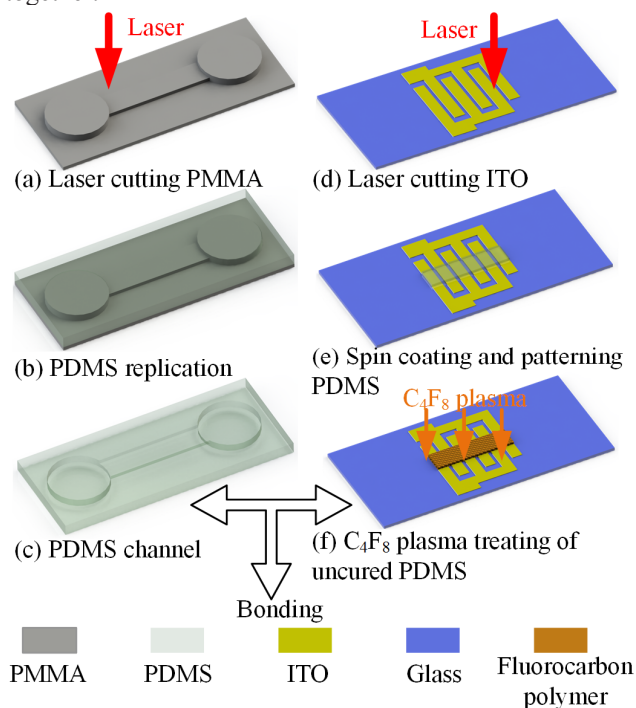 Laser
Laser
(a) Laser cutting PMMA
(d) Laser cutting ITO
(b) PDMS replication
(e) Spin coating and patterning
PDMS
C₄F₈ plasma
(c) PDMS channel
(f) C₄F₈ plasma treating of
uncured PDMS
Bonding
PMMA
PDMS
ITO
Glass
Fluorocarbon
polymer